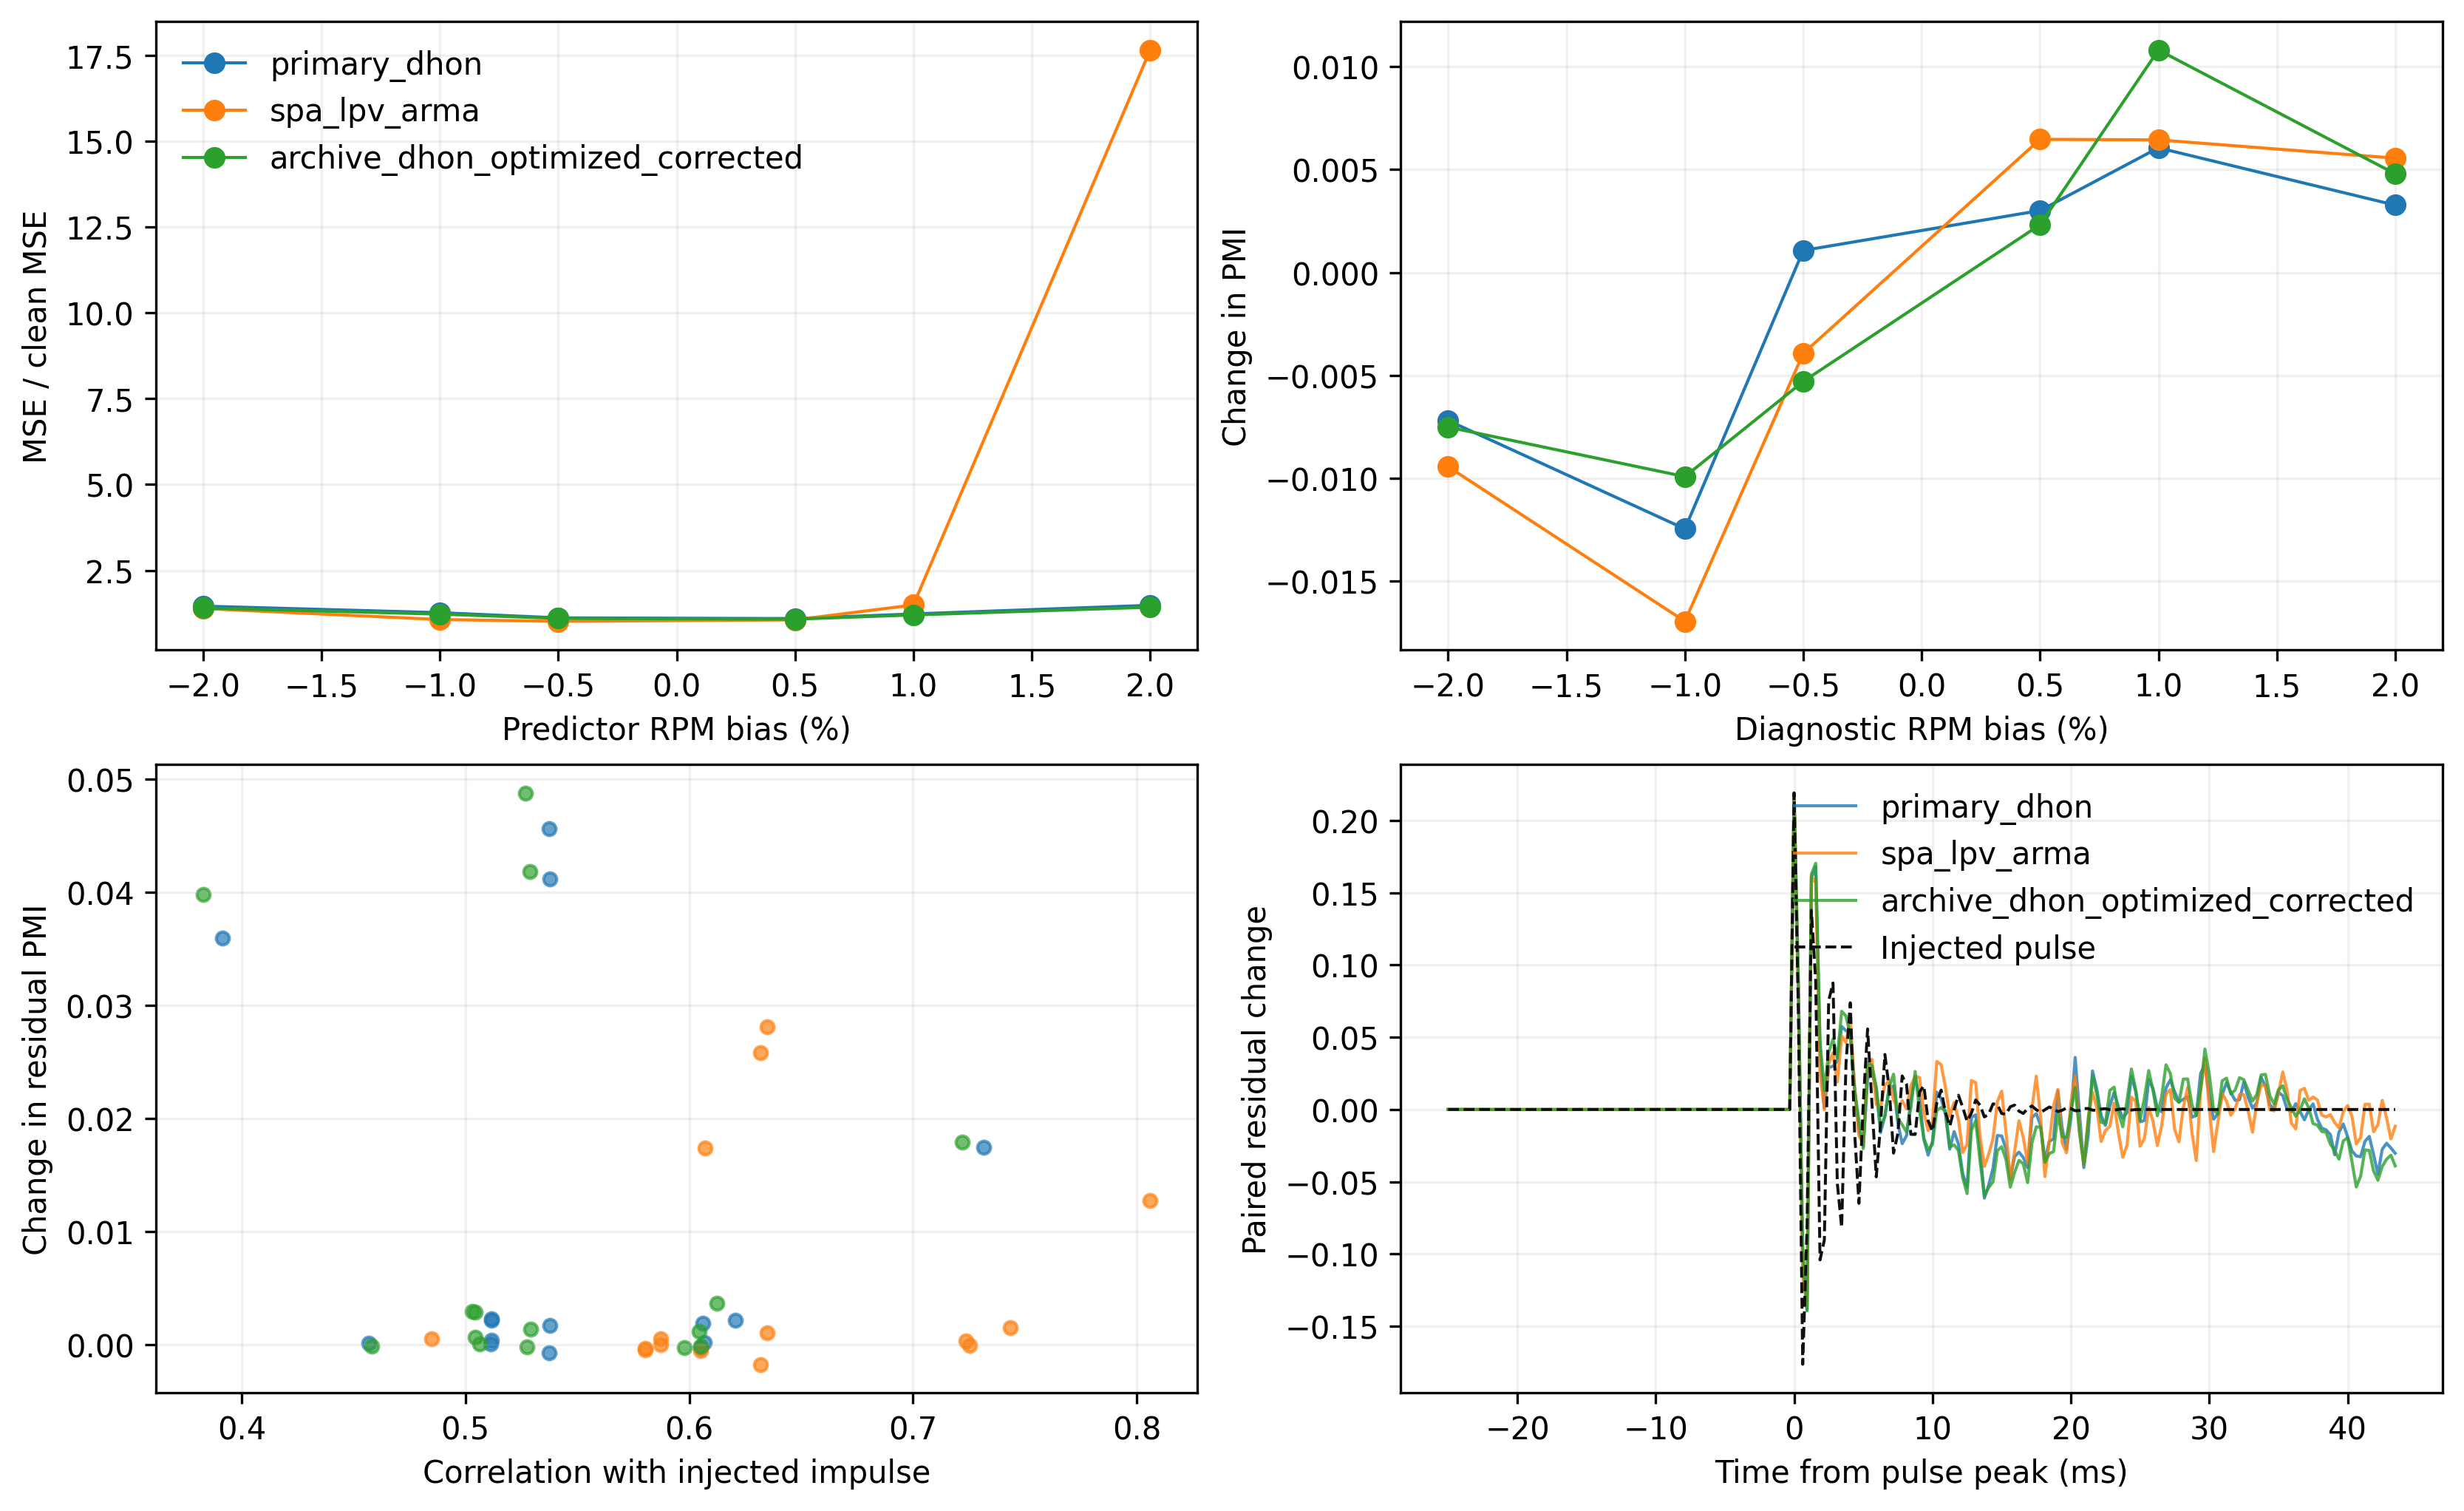 17.5
15.0
12.5
10.0
7.5
5.0
2.5
MSE / clean MSE
primary_dhon
spa_lpv_arma
archive_dhon_optimized_corrected
−2.0 −1.5 −1.0 −0.5 0.0 0.5 1.0 1.5 2.0
Predictor RPM bias (%)
0.010
0.005
0.000
−0.005
−0.010
−0.015
Change in PMI
−2.0 −1.5 −1.0 −0.5 0.0 0.5 1.0 1.5 2.0
Diagnostic RPM bias (%)
0.05
0.04
0.03
0.02
0.01
0.00
Change in residual PMI
0.4 0.5 0.6 0.7 0.8
Correlation with injected impulse
0.20
0.15
0.10
0.05
0.00
−0.05
−0.10
−0.15
Paired residual change
primary_dhon
spa_lpv_arma
archive_dhon_optimized_corrected
Injected pulse
−20 −10 0 10 20 30 40
Time from pulse peak (ms)